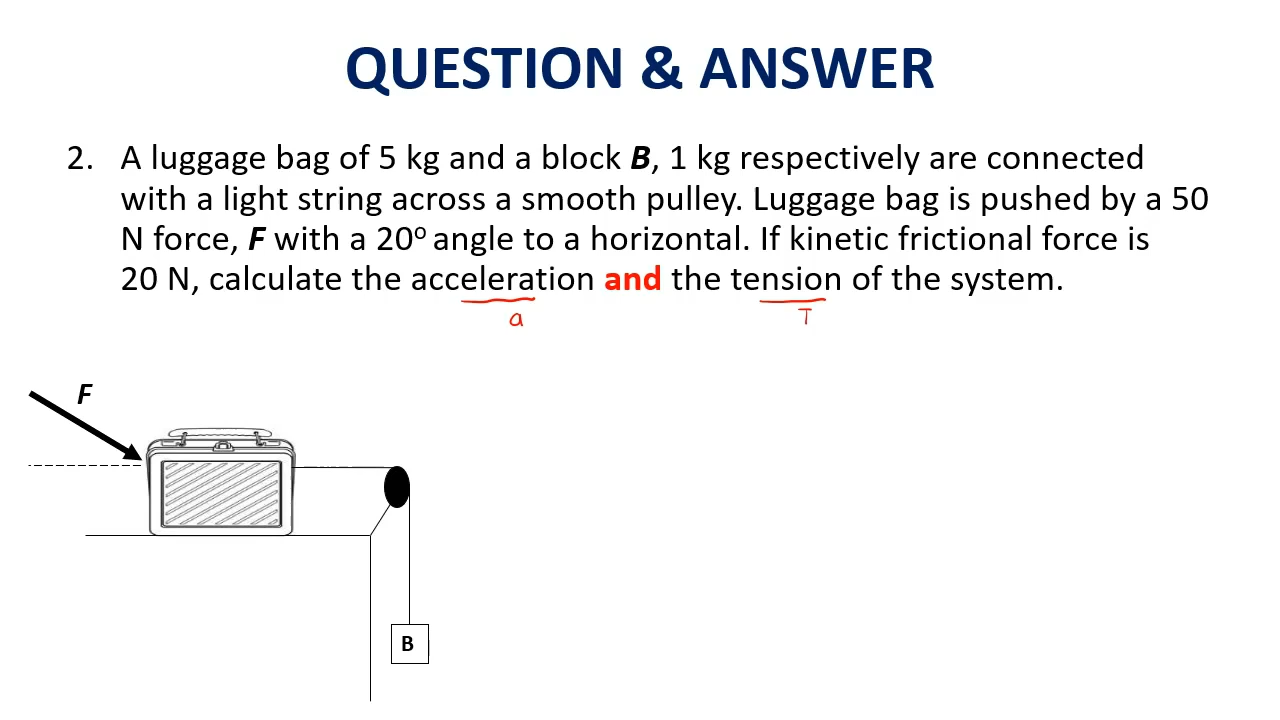 QUESTION & ANSWER
2. A luggage bag of 5 kg and a block B, 1 kg respectively are connected
with a light string across a smooth pulley. Luggage bag is pushed by a 50
N force, F with a 20° angle to a horizontal. If kinetic frictional force is
20 N, calculate the acceleration and the tension of the system.
a T
F
B